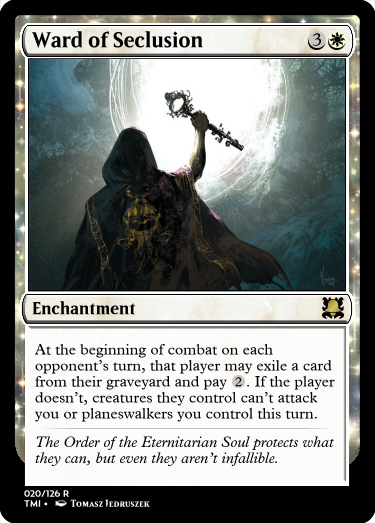 Ward of Seclusion 3
Enchantment
At the beginning of combat on each
opponent's turn, that player may exile a card
from their graveyard and pay 2. If the player
doesn't, creatures they control can't attack
you or planeswalkers you control this turn.
The Order of the Eternitarian Soul protects what
they can, but even they aren't infallible.
020/126 R
TMI • Tomasz Jedruszek